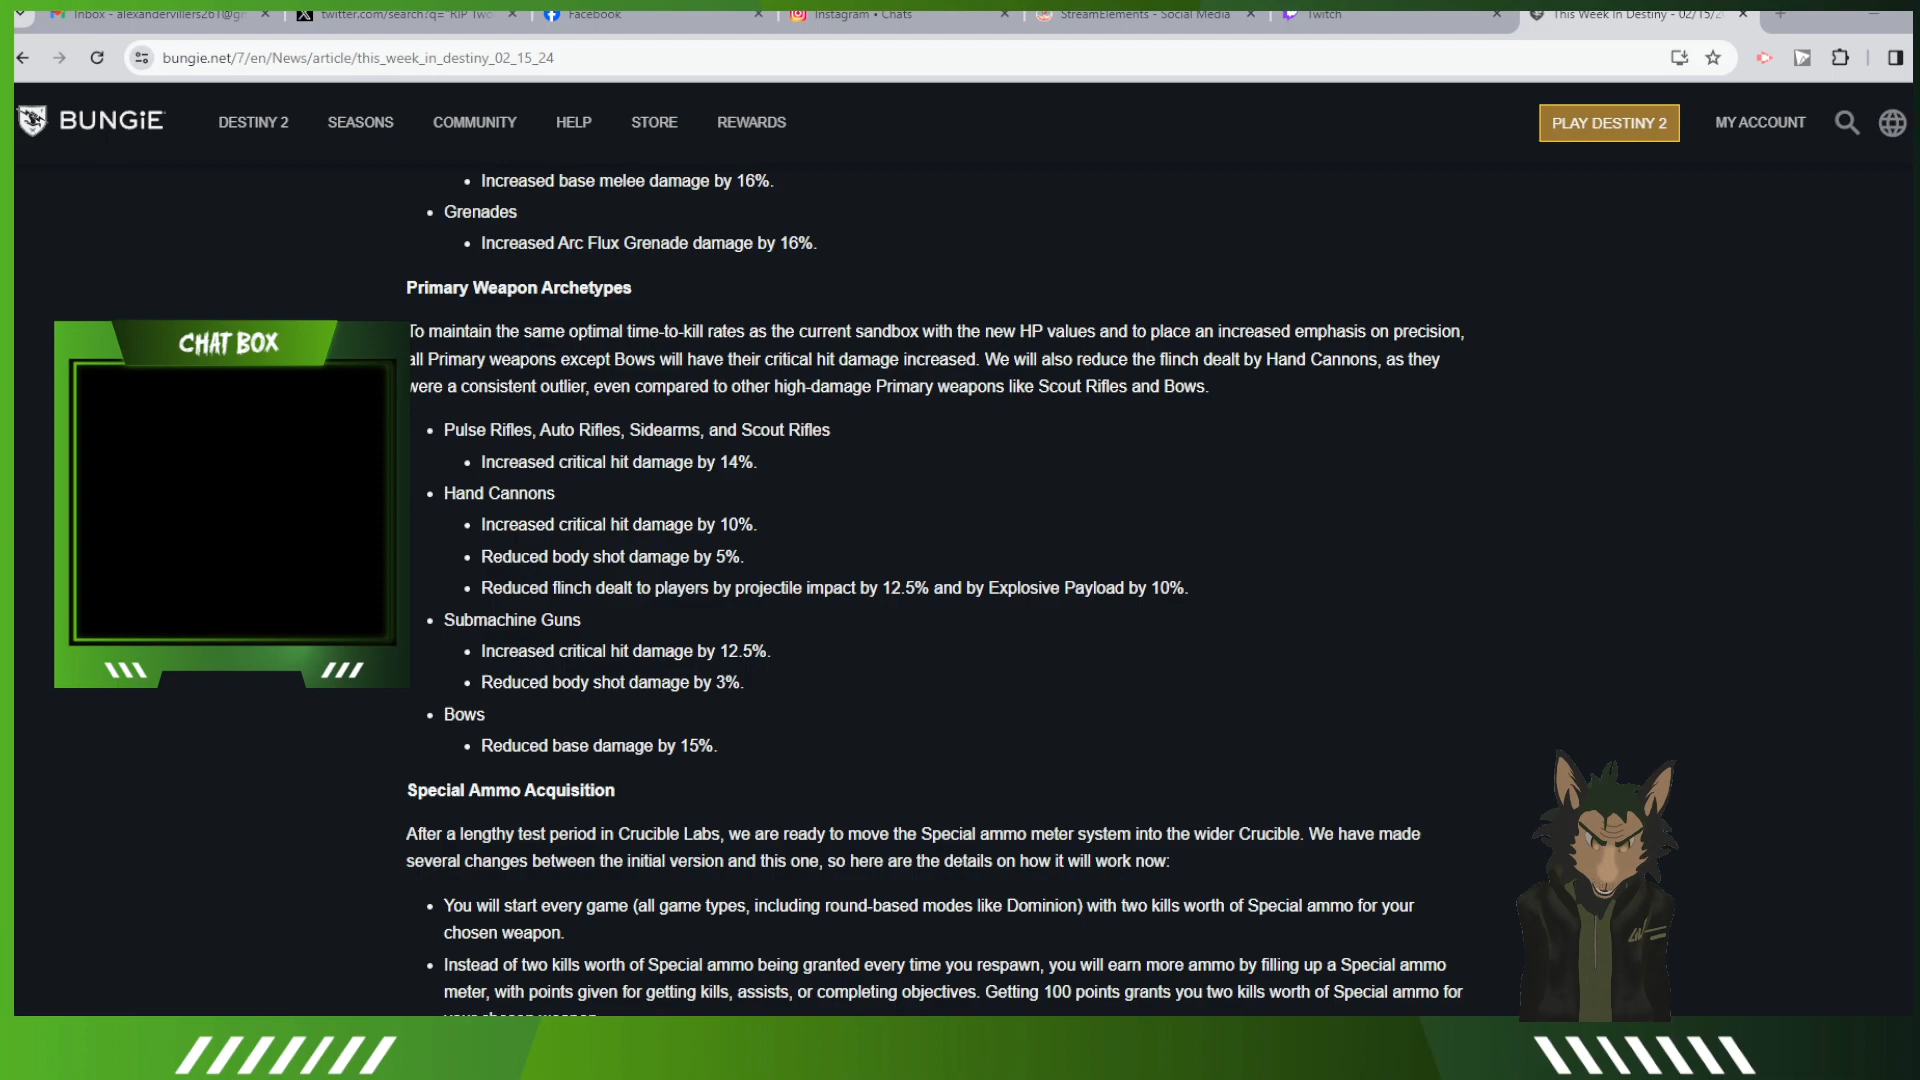 Inbox - alexandervillers261@gm
twitter.com/search?q="RIP Two
Facebook
Instagram • Chats
StreamElements - Social Media
Twitch
This Week In Destiny - 02/15/2
bungie.net/7/en/News/article/this_week_in_destiny_02_15_24
BUNGiE
DESTINY 2
SEASONS
COMMUNITY
HELP
STORE
REWARDS
PLAY DESTINY 2
MY ACCOUNT
• Increased base melee damage by 16%.
• Grenades
• Increased Arc Flux Grenade damage by 16%.
Primary Weapon Archetypes
To maintain the same optimal time-to-kill rates as the current sandbox with the new HP values and to place an increased emphasis on precision,
all Primary weapons except Bows will have their critical hit damage increased. We will also reduce the flinch dealt by Hand Cannons, as they
were a consistent outlier, even compared to other high-damage Primary weapons like Scout Rifles and Bows.
CHAT BOX
• Pulse Rifles, Auto Rifles, Sidearms, and Scout Rifles
• Increased critical hit damage by 14%.
• Hand Cannons
• Increased critical hit damage by 10%.
• Reduced body shot damage by 5%.
• Reduced flinch dealt to players by projectile impact by 12.5% and by Explosive Payload by 10%.
• Submachine Guns
• Increased critical hit damage by 12.5%.
• Reduced body shot damage by 3%.
• Bows
• Reduced base damage by 15%.
Special Ammo Acquisition
After a lengthy test period in Crucible Labs, we are ready to move the Special ammo meter system into the wider Crucible. We have made
several changes between the initial version and this one, so here are the details on how it will work now:
• You will start every game (all game types, including round-based modes like Dominion) with two kills worth of Special ammo for your
chosen weapon.
• Instead of two kills worth of Special ammo being granted every time you respawn, you will earn more ammo by filling up a Special ammo
meter, with points given for getting kills, assists, or completing objectives. Getting 100 points grants you two kills worth of Special ammo for
your chosen weapon.